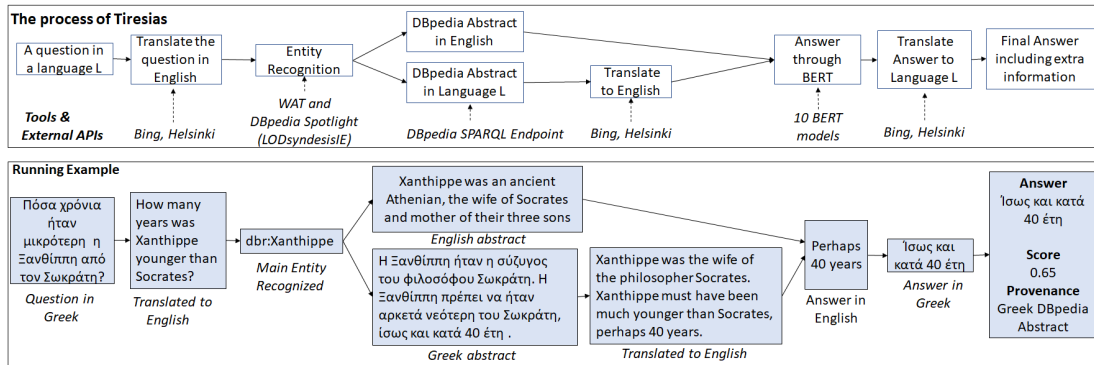 The process of Tiresias
A question in
a language L
Translate the
question in
English
Entity
Recognition
DBpedia Abstract
in English
DBpedia Abstract
in Language L
Translate
to English
Answer
through
BERT
Translate
Answer to
Language L
Final Answer
including extra
information
Tools &
External APIs
Bing, Helsinki
WAT and
DBpedia Spotlight
(LODsyndesisIE)
DBpedia SPARQL Endpoint
Bing, Helsinki
10 BERT
models
Bing, Helsinki
Running Example
Πόσα χρόνια
ήταν
μικρότερη η
Ξανθίππη από
τον Σωκράτη?
Question in
Greek
How many
years was
Xanthippe
younger than
Socrates?
Translated to
English
dbr:Xanthippe
Main Entity
Recognized
Xanthippe was an ancient
Athenian, the wife of Socrates
and mother of their three sons
English abstract
Η Ξανθίππη ήταν η σύζυγος
του φιλοσόφου Σωκράτη. Η
Ξανθίππη πρέπει να ήταν
αρκετά νεότερη του Σωκράτη,
ίσως και κατά 40 έτη .
Greek abstract
Xanthippe was the wife of
the philosopher Socrates.
Xanthippe must have been
much younger than Socrates,
perhaps 40 years.
Translated to English
Perhaps
40 years
Answer in
English
Ίσως και
κατά 40 έτη
Answer in
Greek
Answer
Ίσως και κατά
40 έτη
Score
0.65
Provenance
Greek DBpedia
Abstract